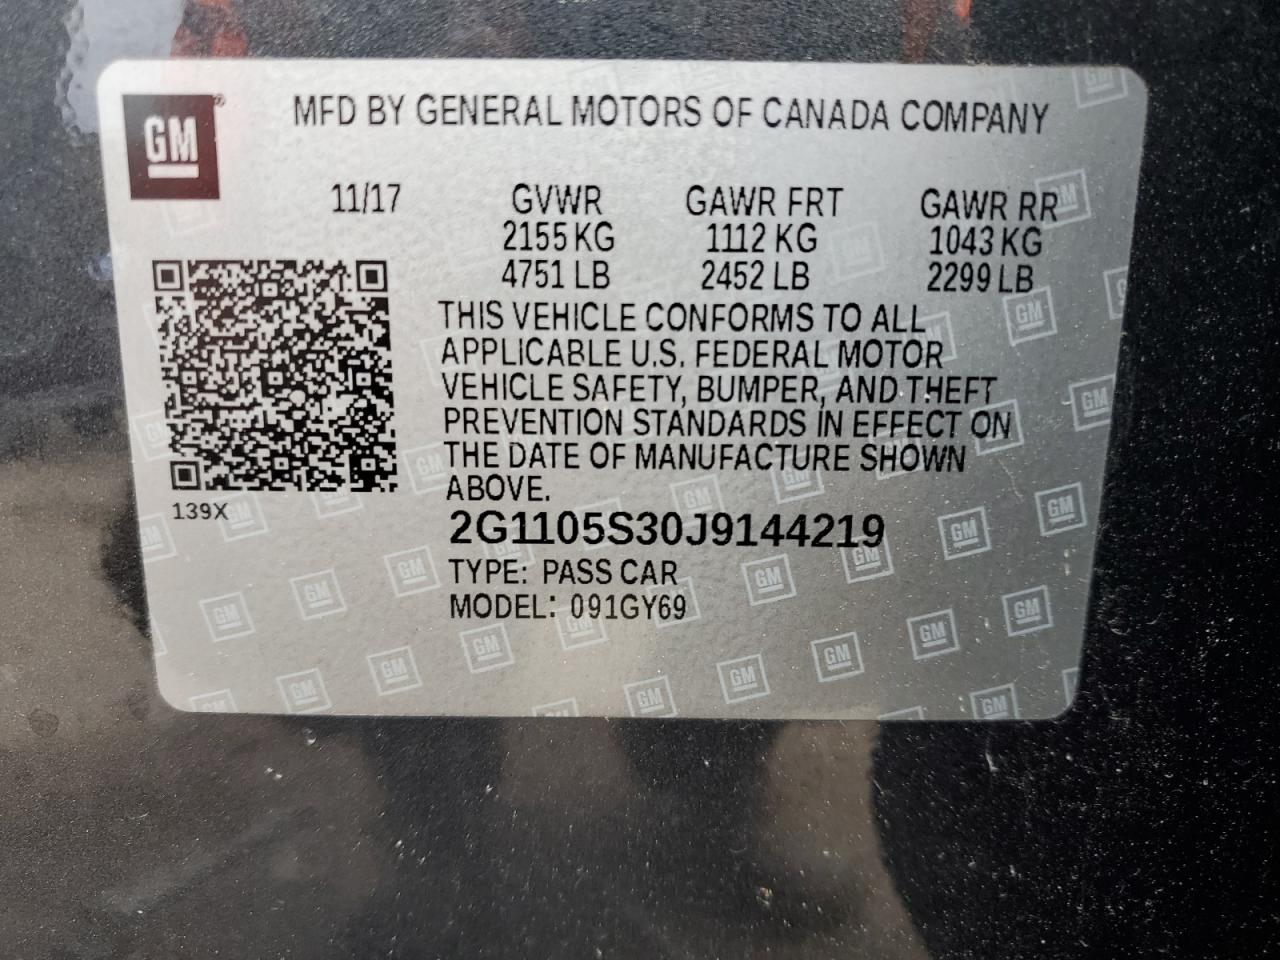 GM®
MFD BY GENERAL MOTORS OF CANADA COMPANY
11/17 GVWR GAWR FRT GAWR RR
2155 KG 1112 KG 1043 KG
4751 LB 2452 LB 2299 LB
THIS VEHICLE CONFORMS TO ALL
APPLICABLE U.S. FEDERAL MOTOR
VEHICLE SAFETY, BUMPER, AND THEFT
PREVENTION STANDARDS IN EFFECT ON
THE DATE OF MANUFACTURE SHOWN
ABOVE.
139X
2G1105S30J9144219
TYPE: PASS CAR
MODEL: 091GY69